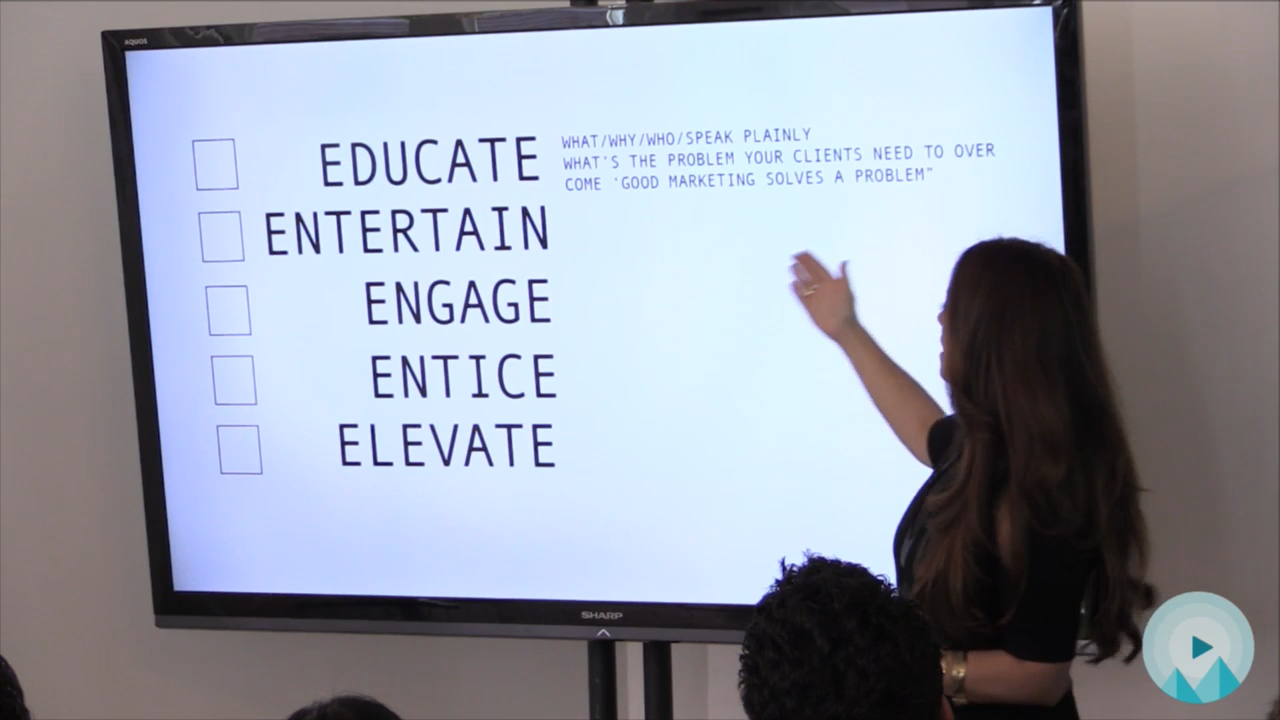 AQUOS
EDUCATE
WHAT/WHY/WHO/SPEAK PLAINLY
WHAT'S THE PROBLEM YOUR CLIENTS NEED TO OVER
COME 'GOOD MARKETING SOLVES A PROBLEM"
ENTERTAIN
ENGAGE
ENTICE
ELEVATE
SHARP